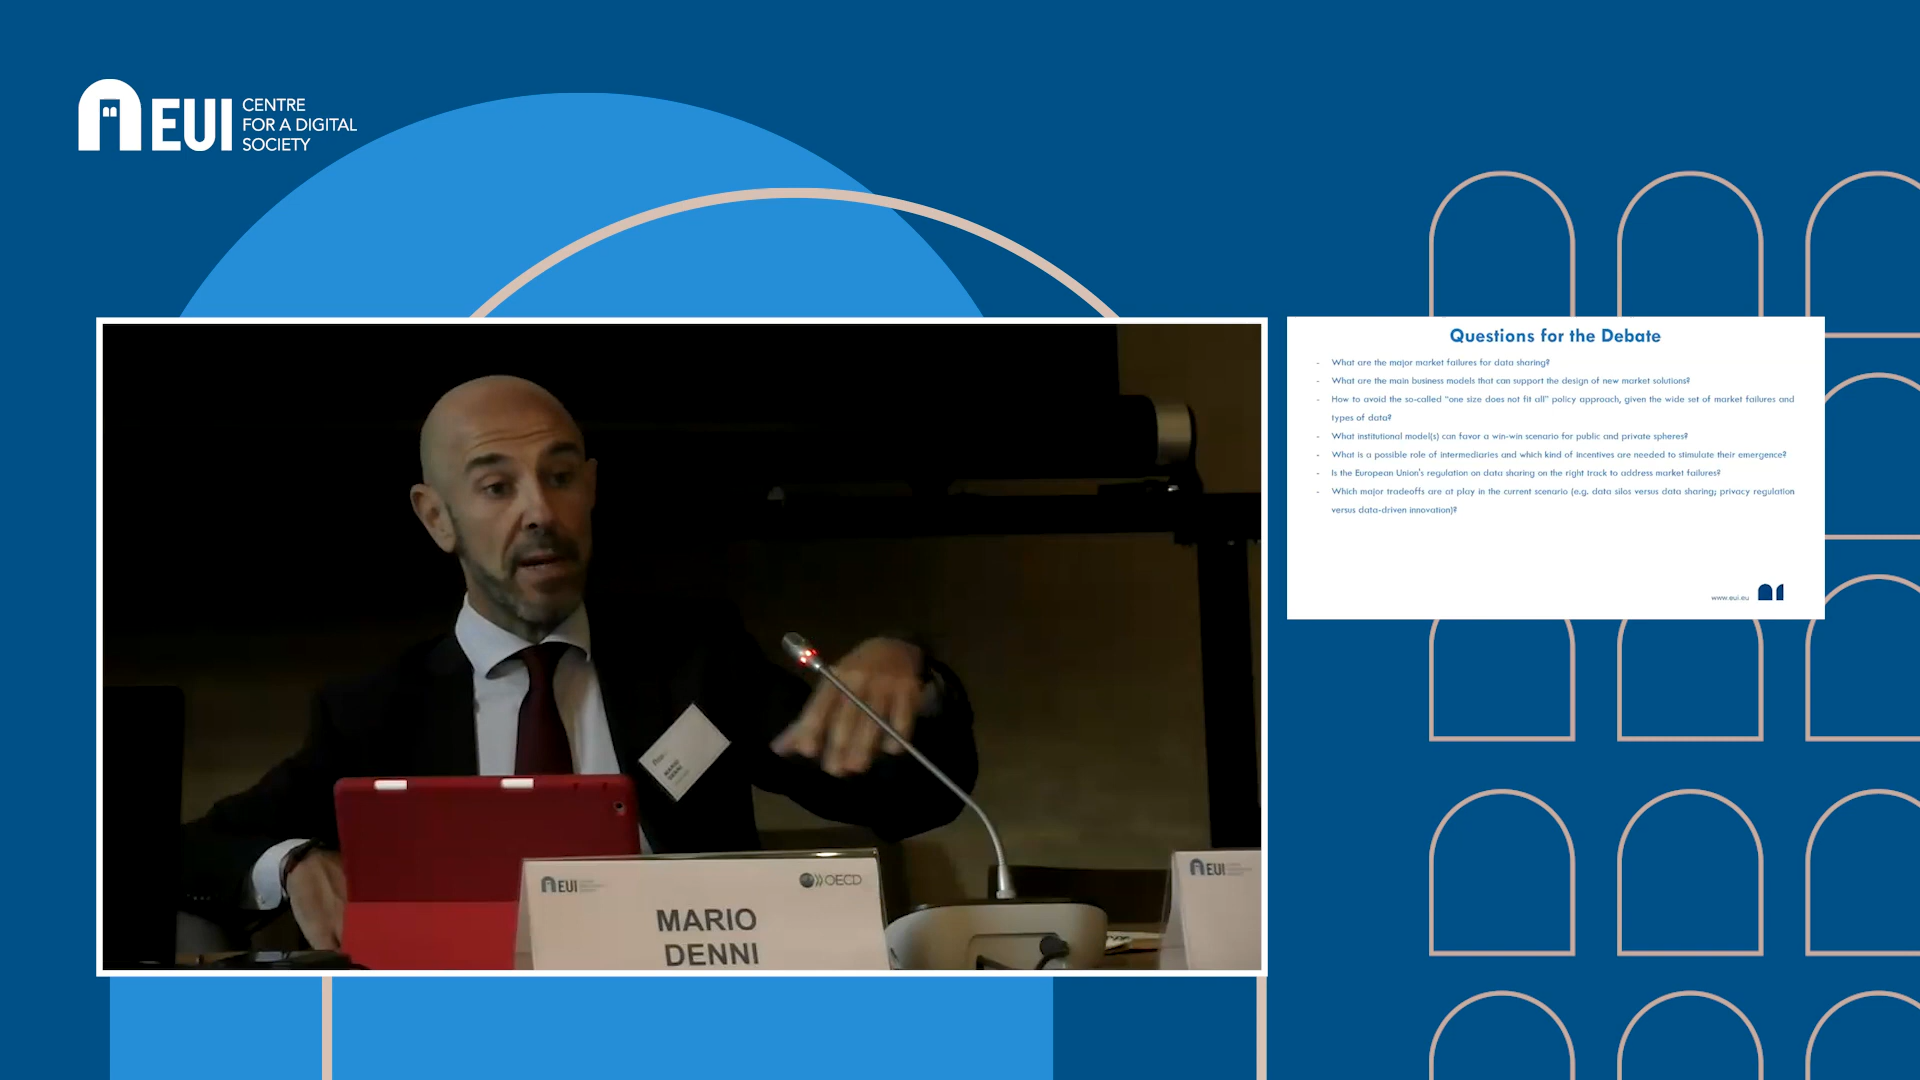 EUI
CENTRE
FOR A DIGITAL
SOCIETY
Questions for the Debate
- What are the major market failures for data sharing?
- What are the main business models that can support the design of new market solutions?
- How to avoid the so-called "one size does not fit all" policy approach, given the wide set of market failures and
types of data?
- What institutional model(s) can favor a win-win scenario for public and private spheres?
- What is a possible role of intermediaries and which kind of incentives are needed to stimulate their emergence?
- Is the European Union's regulation on data sharing on the right track to address market failures?
- Which major tradeoffs are at play in the current scenario (e.g. data silos versus data sharing; privacy regulation
versus data-driven innovation)?
www.eui.eu
MARIO
DENNI
EUI
OECD
MARIO
DENNI
EUI